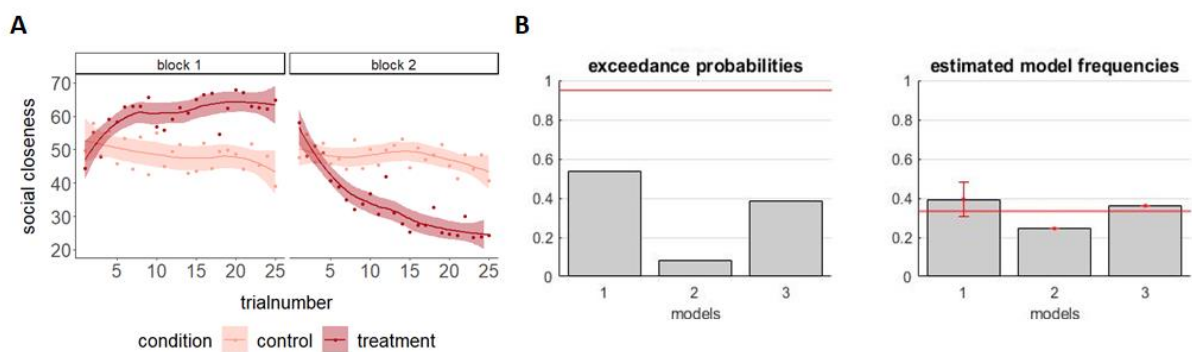 A
block 1
block 2
social closeness
70
60
50
40
30
20
5 10 15 20 25
5 10 15 20 25
trialnumber
condition control treatment
B
exceedance probabilities
1
0.8
0.6
0.4
0.2
0
1 2 3
models
estimated model frequencies
1
0.8
0.6
0.4
0.2
0
1 2 3
models